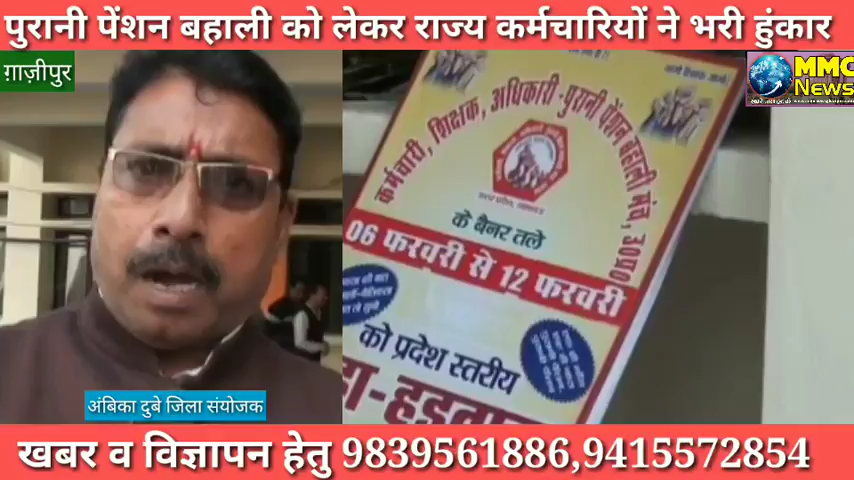 पुरानी पेंशन बहाली को लेकर राज्य कर्मचारियों ने भरी हुंकार
ग़ाज़ीपुर
MMC
News
कर्मचारी, शिक्षक, अधिकारी-पुरानी पेंशन बहाली मंच, उ0प्र0
के बैनर तले
06 फरवरी से 12 फरवरी
को प्रदेश स्तरीय
हड़ताल
अंबिका दुबे जिला संयोजक
खबर व विज्ञापन हेतु 9839561886,9415572854